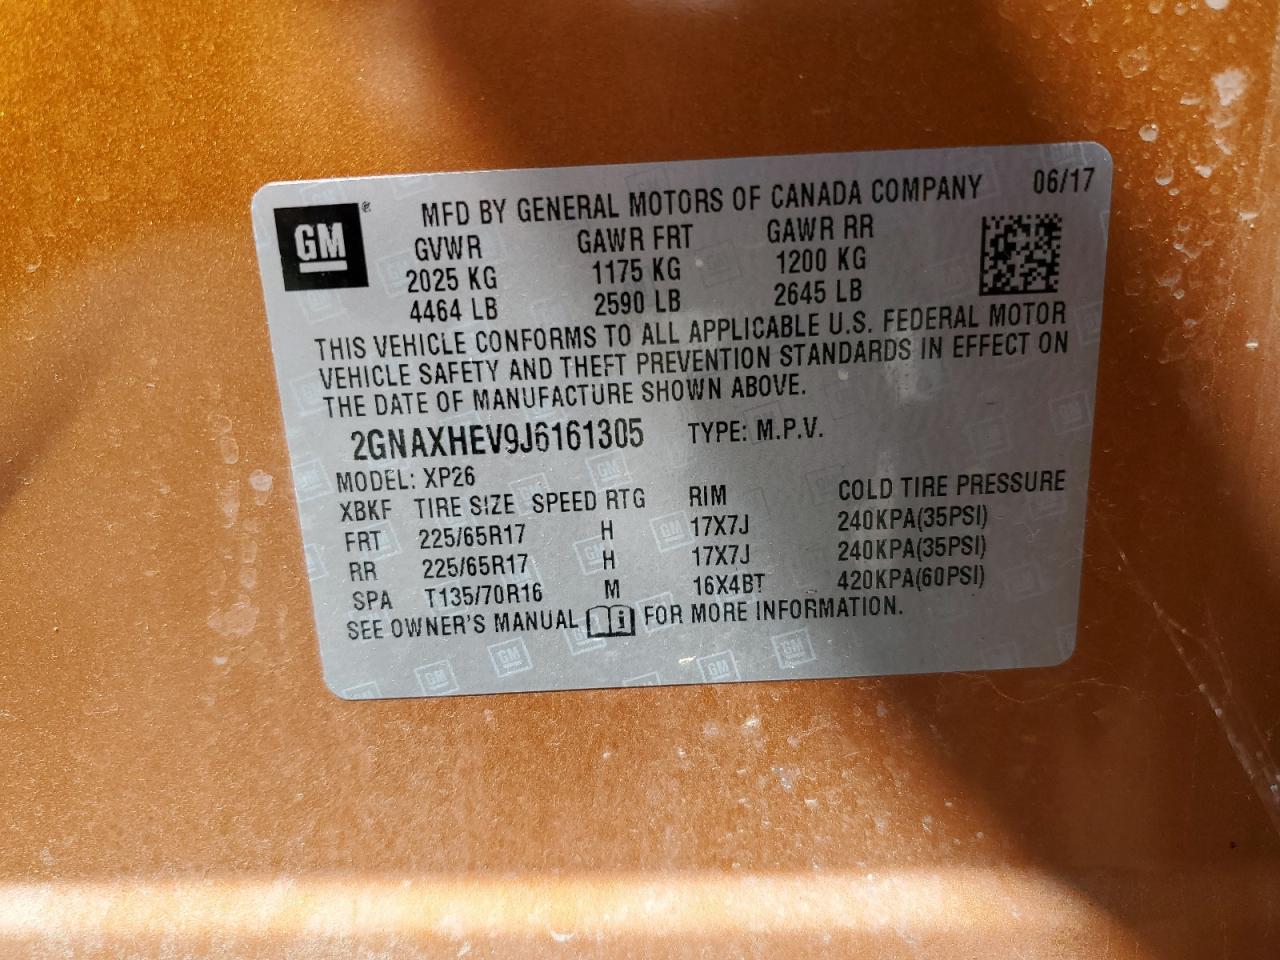 GM ® MFD BY GENERAL MOTORS OF CANADA COMPANY 06/17
GVWR GAWR FRT GAWR RR
2025 KG 1175 KG 1200 KG
4464 LB 2590 LB 2645 LB
THIS VEHICLE CONFORMS TO ALL APPLICABLE U.S. FEDERAL MOTOR
VEHICLE SAFETY AND THEFT PREVENTION STANDARDS IN EFFECT ON
THE DATE OF MANUFACTURE SHOWN ABOVE.
2GNAXHEV9J6161305 TYPE: M.P.V.
MODEL: XP26
XBKF TIRE SIZE SPEED RTG RIM COLD TIRE PRESSURE
FRT 225/65R17 H 17X7J 240KPA(35PSI)
RR 225/65R17 H 17X7J 240KPA(35PSI)
SPA T135/70R16 M 16X4BT 420KPA(60PSI)
SEE OWNER'S MANUAL i FOR MORE INFORMATION.